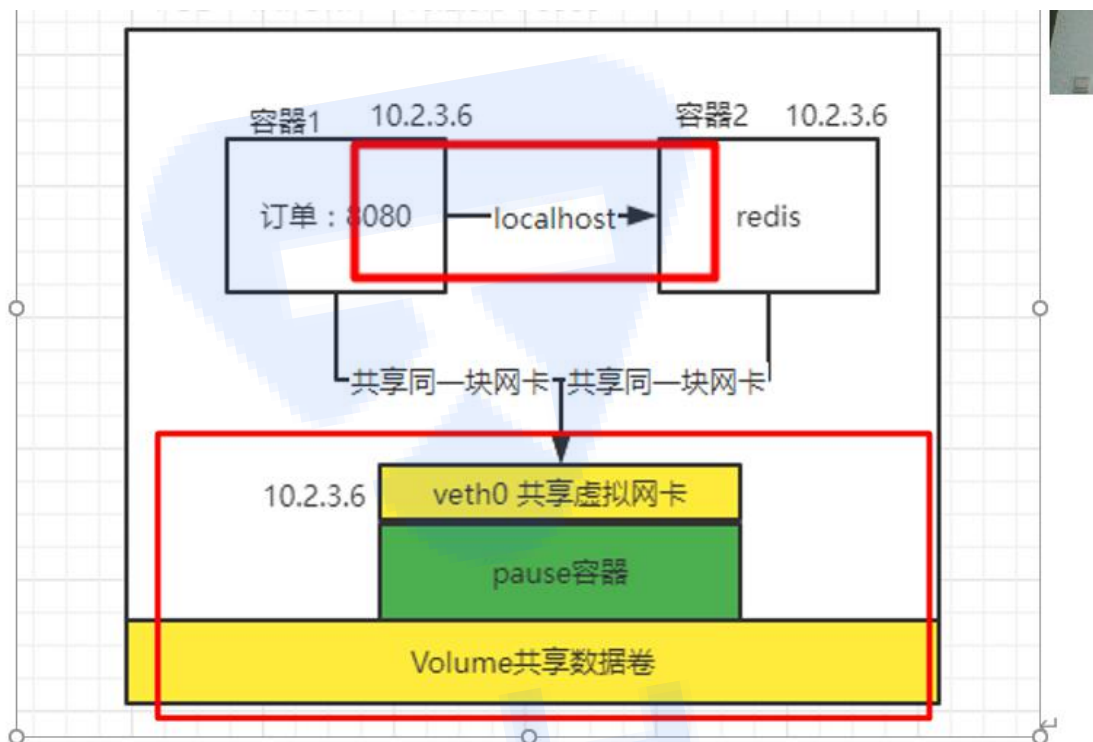 容器1
10.2.3.6
容器2
10.2.3.6
订单：8080
localhost
redis
共享同一块网卡
共享同一块网卡
10.2.3.6
veth0 共享虚拟网卡
pause容器
Volume共享数据卷